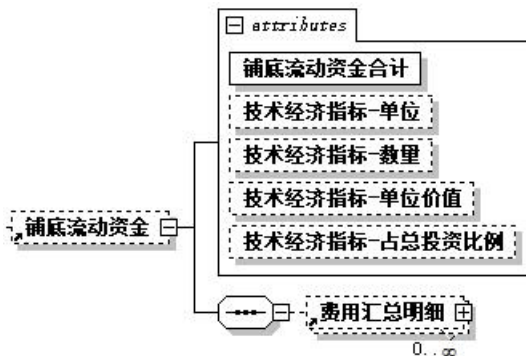 attributes
铺底流动资金合计
技术经济指标-单位
技术经济指标-数量
技术经济指标-单位价值
技术经济指标-占总投资比例
铺底流动资金
费用汇总明细
0..∞